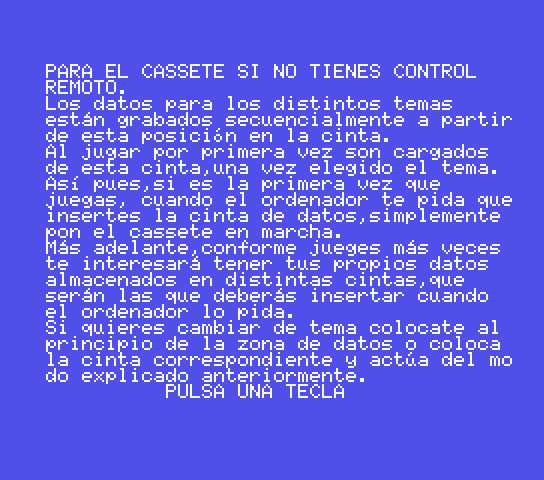 PARA EL CASSETE SI NO TIENES CONTROL
REMOTO.
Los datos para los distintos temas
están grabados secuencialmente a partir
de esta posición en la cinta.
Al jugar por primera vez son cargados
de esta cinta,una vez elegido el tema.
Así pues,si es la primera vez que
juegas, cuando el ordenador te pida que
insertes la cinta de datos,simplemente
pon el cassete en marcha.
Más adelante,conforme jueges más veces
te interesará tener tus propios datos
almacenados en distintas cintas,que
serán las que deberás insertar cuando
el ordenador lo pida.
Si quieres cambiar de tema colocate al
principio de la zona de datos o coloca
la cinta correspondiente y actúa del mo
do explicado anteriormente.
PULSA UNA TECLA